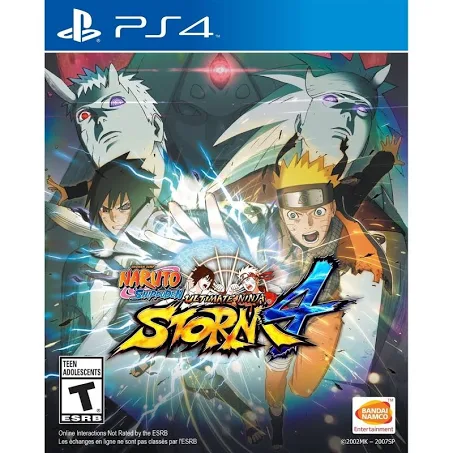 PS4
NARUTO
SHIPPUDEN
ULTIMATE NINJA
STORM 4
TEEN
ADOLESCENTS
T
ESRB
Online Interactions Not Rated by the ESRB
Les échanges en ligne ne sont pas classés par l'ESRB
BANDAI
NAMCO
Entertainment
©2002MK – 2007SP